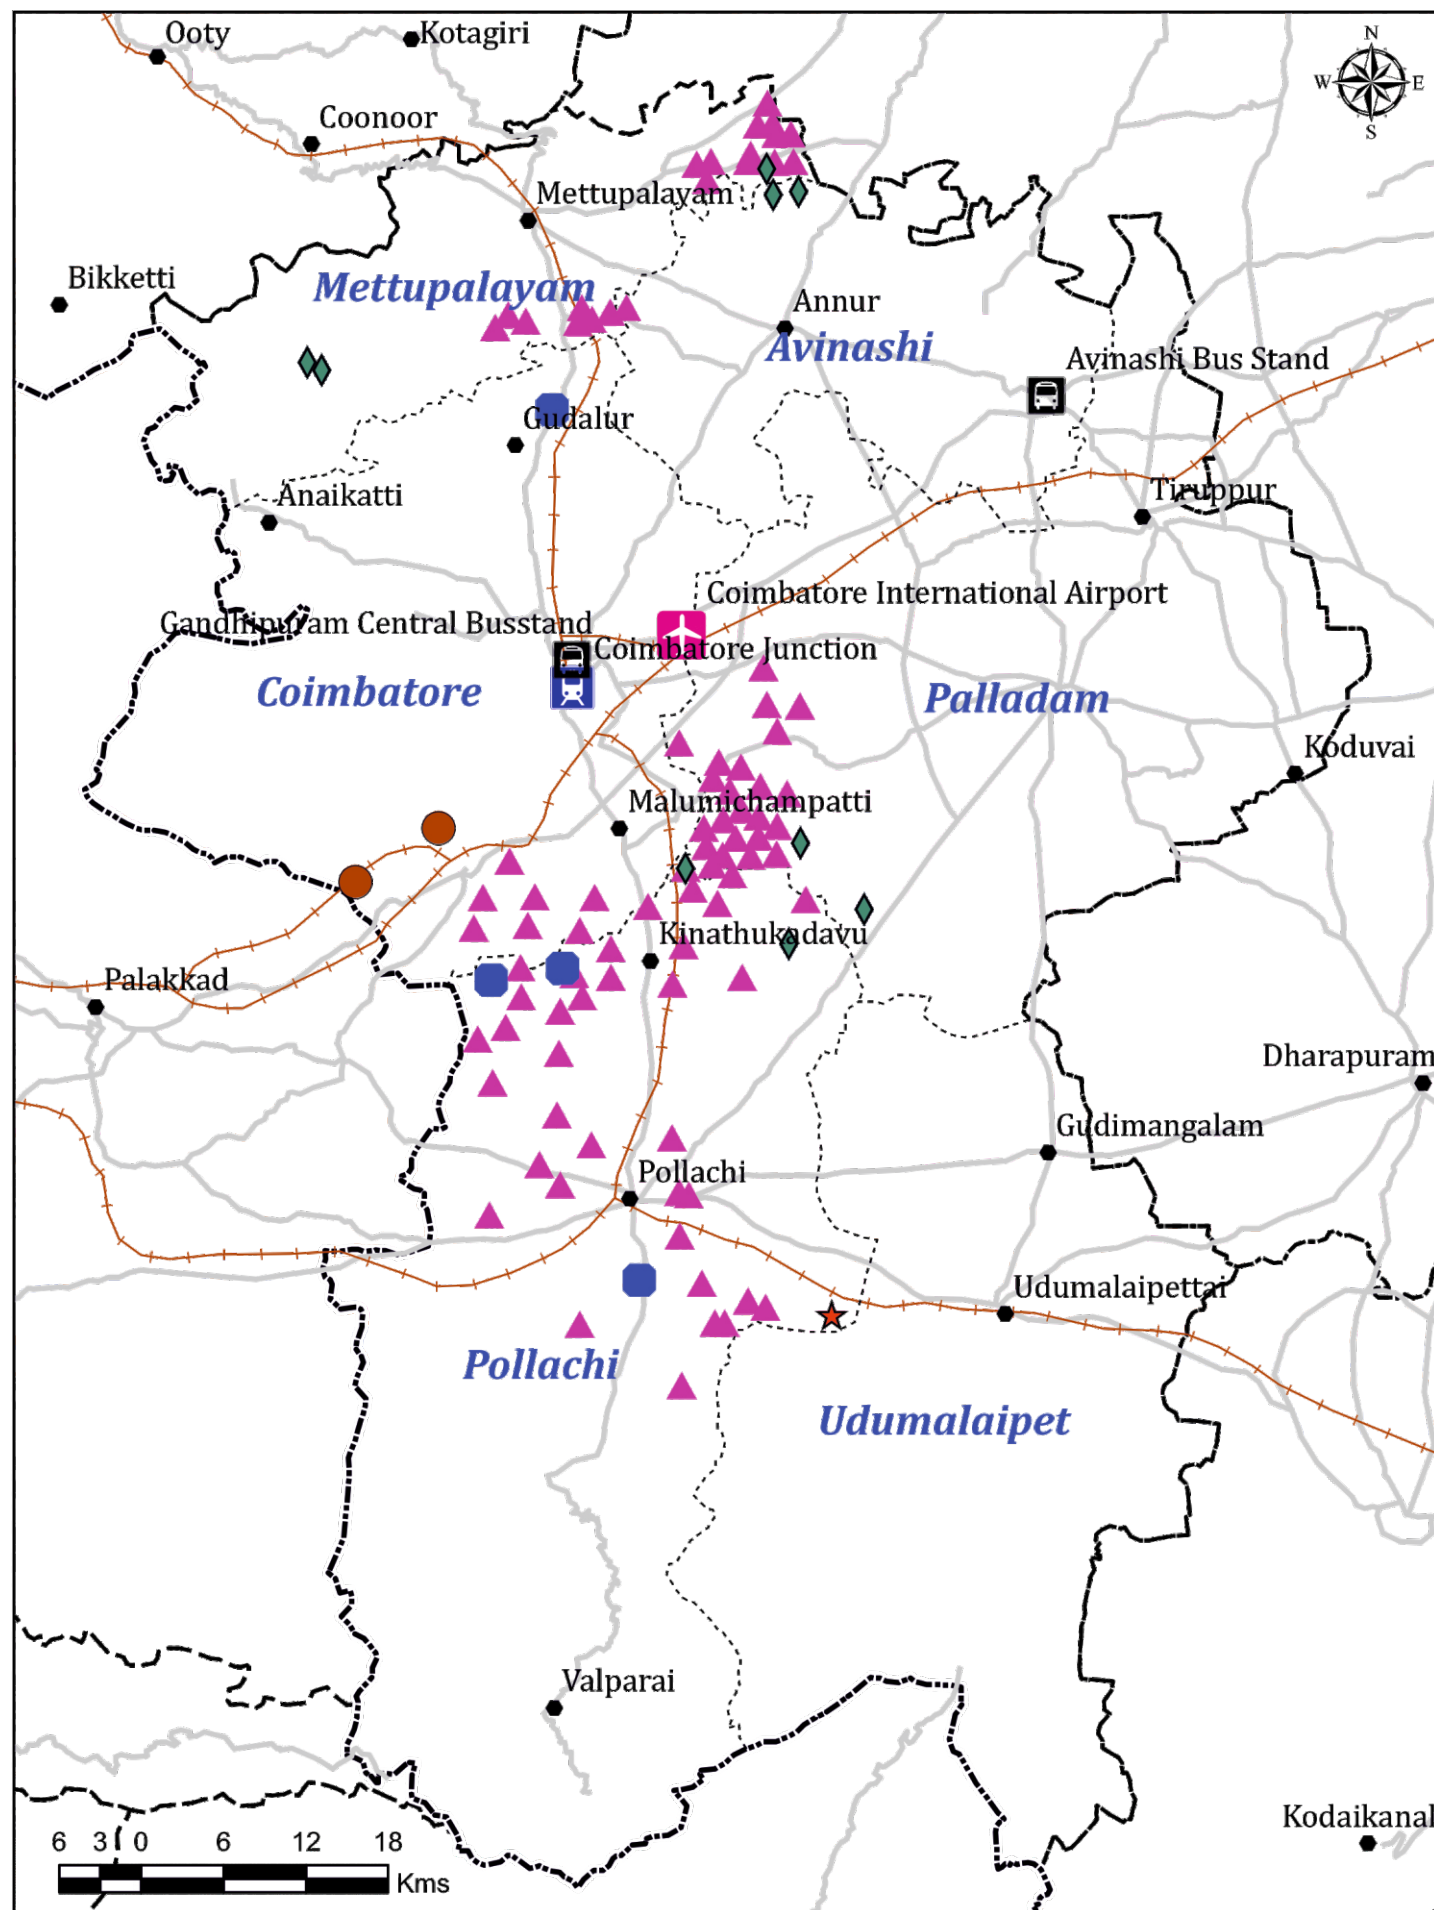 Ooty
Kotagiri
N
W E
S
Coonoor
Mettupalayam
Bikketti
Mettupalayam
Annur
Avinashi
Avinashi Bus Stand
Gudalur
Anaikatti
Tiruppur
Coimbatore International Airport
Gandhipuram Central Busstand
Coimbatore Junction
Coimbatore
Palladam
Koduvai
Malumichampatti
Kinathukadavu
Palakkad
Dharapuram
Gudimangalam
Pollachi
Udumalaipettai
Pollachi
Udumalaipet
Valparai
Kodaikanal
6 3 0 6 12 18
Kms